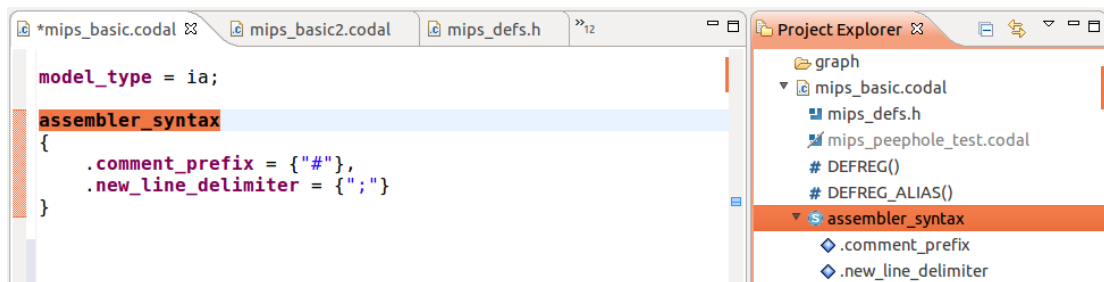 *mips_basic.codal
mips_basic2.codal
mips_defs.h
»12
model_type = ia;
assembler_syntax
{
.comment_prefix = {"#"},
.new_line_delimiter = {";"}
}
Project Explorer
graph
mips_basic.codal
mips_defs.h
mips_peephole_test.codal
# DEFREG()
# DEFREG_ALIAS()
S assembler_syntax
.comment_prefix
.new_line_delimiter